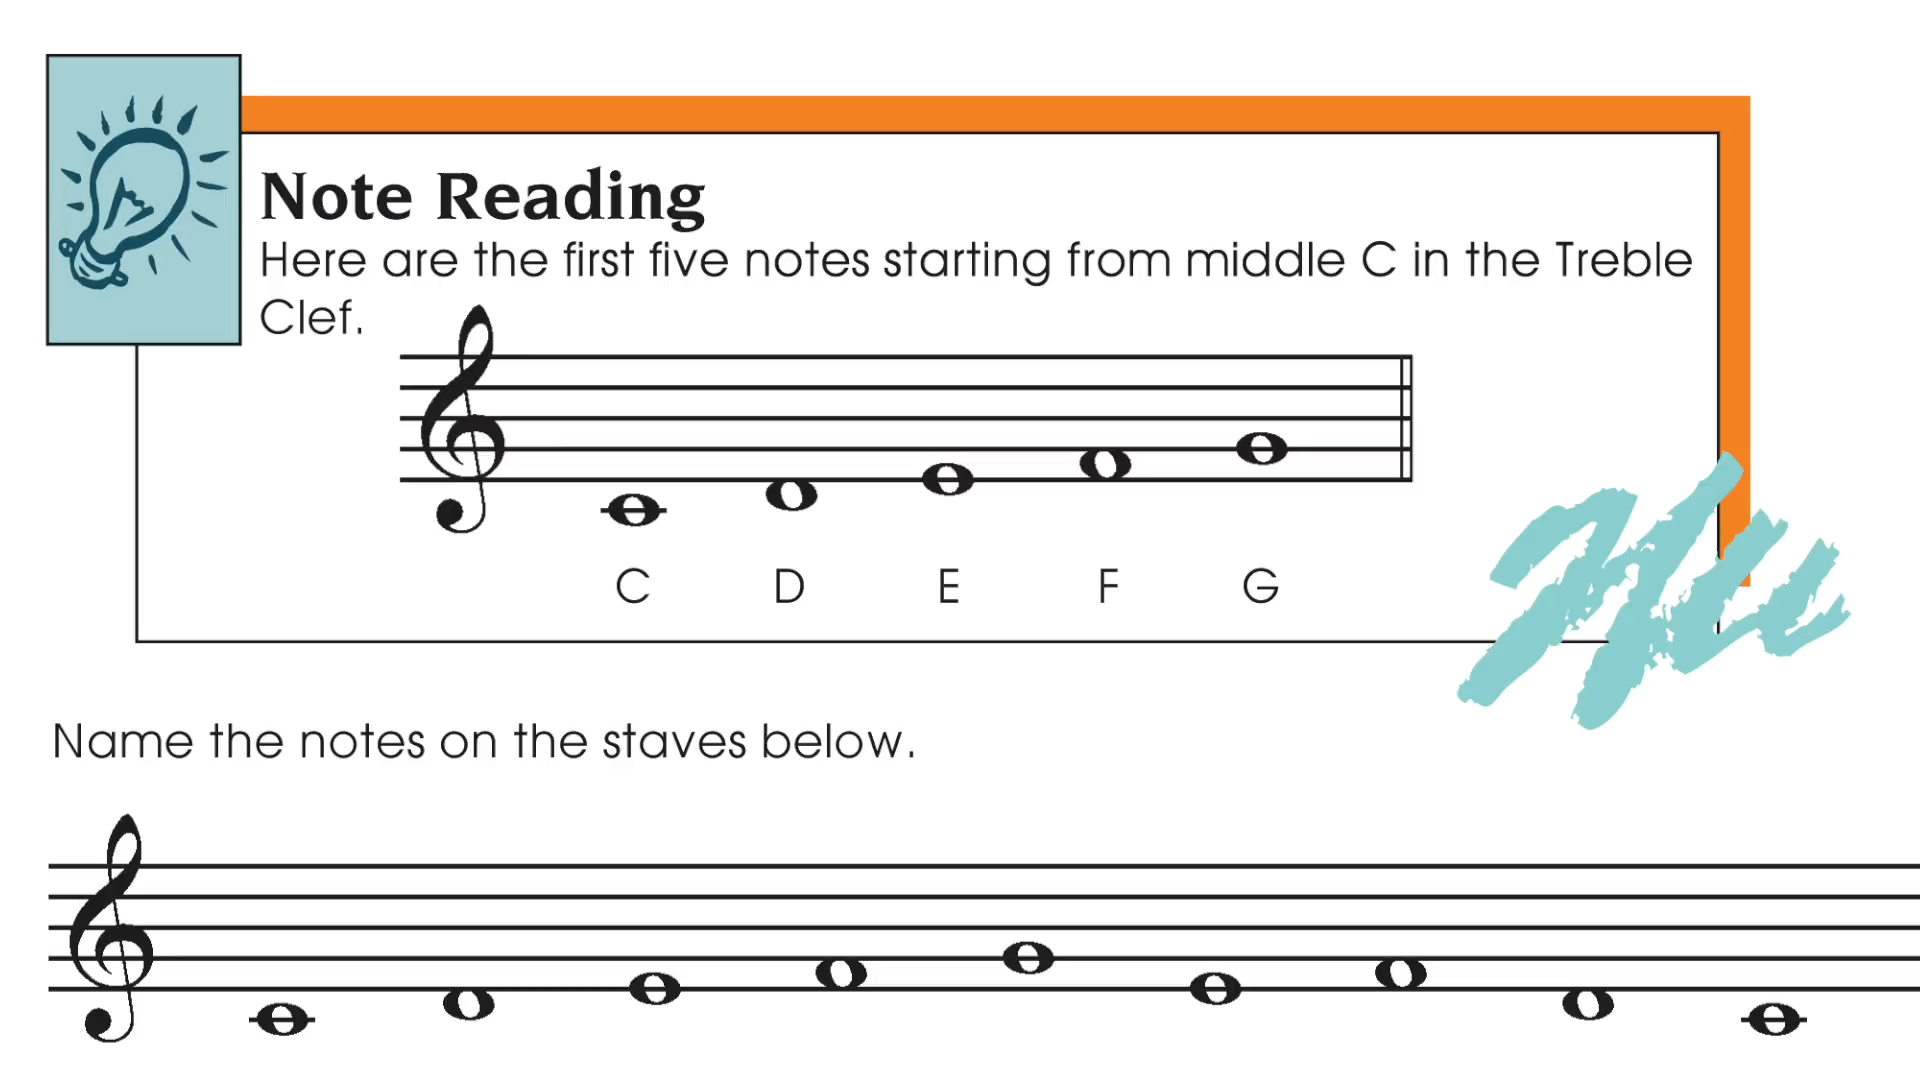 Note Reading
Here are the first five notes starting from middle C in the Treble
Clef.
C D E F G
Name the notes on the staves below.